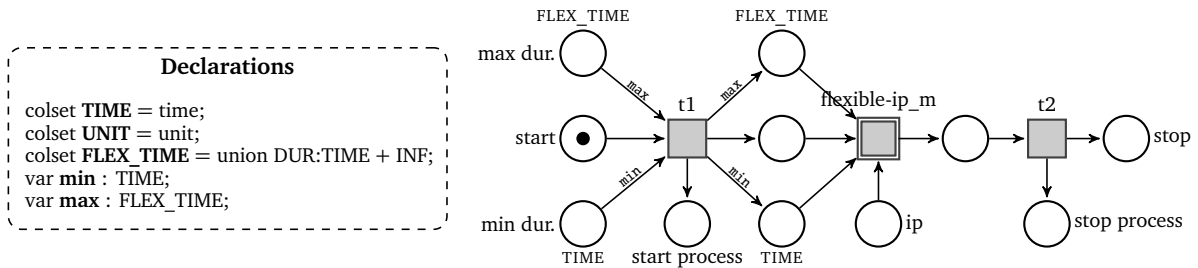 Declarations
colset TIME = time;
colset UNIT = unit;
colset FLEX_TIME = union DUR:TIME + INF;
var min : TIME;
var max : FLEX_TIME;
FLEX_TIME
FLEX_TIME
max dur.
max
max
t1
flexible-ip_m
t2
start
stop
min
min
min dur.
ip
stop process
TIME
start process
TIME